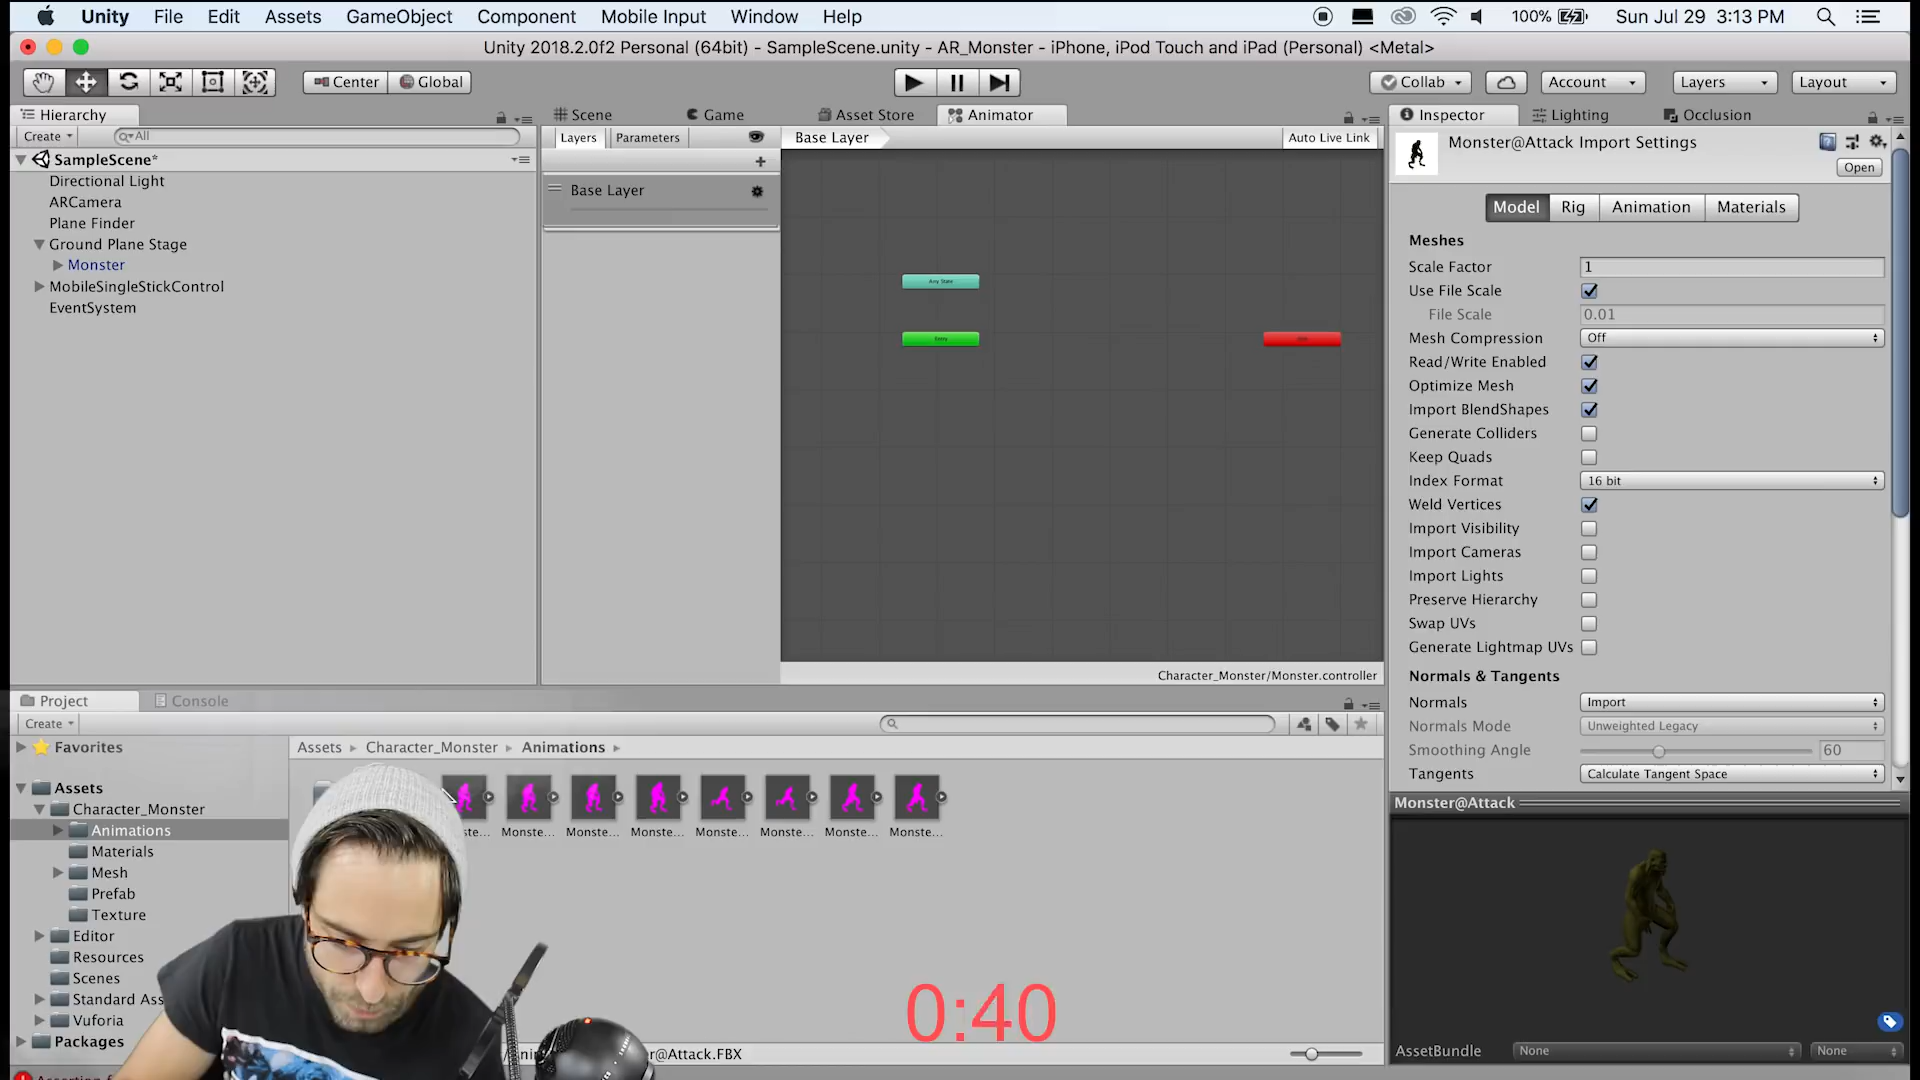 Unity File Edit Assets GameObject Component Mobile Input Window Help 100% Sun Jul 29 3:13 PM
Unity 2018.2.0f2 Personal (64bit) - SampleScene.unity - AR_Monster - iPhone, iPod Touch and iPad (Personal) <Metal>
Center Global Collab Account Layers Layout
Hierarchy Scene Game Asset Store Animator Inspector Lighting Occlusion
Create All Layers Parameters Base Layer Auto Live Link Monster@Attack Import Settings
SampleScene* Open
Directional Light Base Layer
ARCamera Model Rig Animation Materials
Plane Finder
Ground Plane Stage Meshes
Monster Scale Factor 1
MobileSingleStickControl Any State Use File Scale
EventSystem File Scale 0.01
Entry Mesh Compression Off
Read/Write Enabled
Optimize Mesh
Import BlendShapes
Generate Colliders
Keep Quads
Index Format 16 bit
Weld Vertices
Import Visibility
Import Cameras
Import Lights
Preserve Hierarchy
Swap UVs
Generate Lightmap UVs
Character_Monster/Monster.controller Normals & Tangents
Project Console Normals Import
Create Normals Mode Unweighted Legacy
Favorites Assets Character_Monster Animations Smoothing Angle 60
Tangents Calculate Tangent Space
Assets Monster@Attack
Character_Monster
Animations ste... Monste... Monste... Monste... Monste... Monste... Monste... Monste...
Materials
Mesh
Prefab
Texture
Editor
Resources
Scenes
Standard Ass
Vuforia 0:40
Packages @Attack.FBX AssetBundle None None